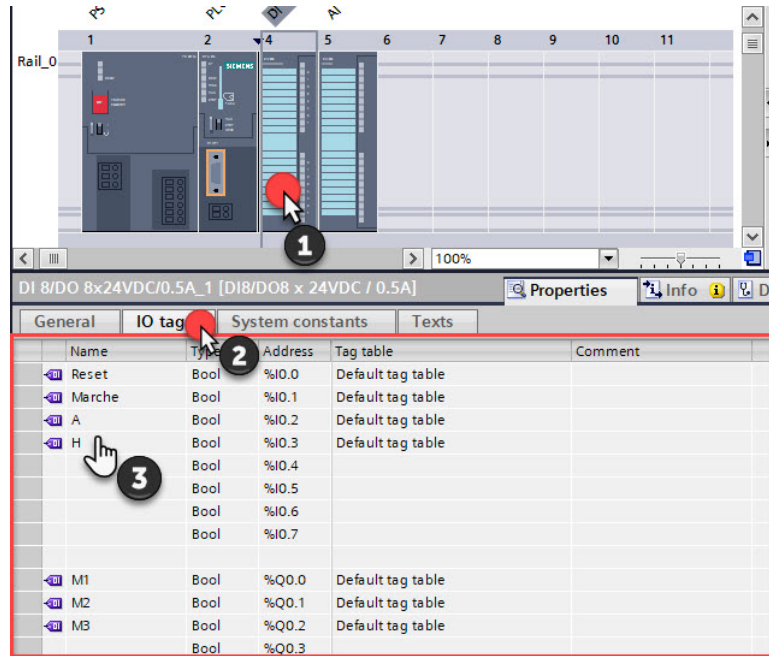 PS
PL
DI
AI
1 2 4 5 6 7 8 9 10 11
Rail_0
SIEMENS
1
100%
DI 8/DO 8x24VDC/0.5A_1 [DI8/DO8 x 24VDC / 0.5A]
Properties Info D
General IO tag System constants Texts
2
Name Type Address Tag table Comment
Reset Bool %I0.0 Default tag table
Marche Bool %I0.1 Default tag table
A Bool %I0.2 Default tag table
H Bool %I0.3 Default tag table
3
Bool %I0.4
Bool %I0.5
Bool %I0.6
Bool %I0.7
M1 Bool %Q0.0 Default tag table
M2 Bool %Q0.1 Default tag table
M3 Bool %Q0.2 Default tag table
Bool %Q0.3